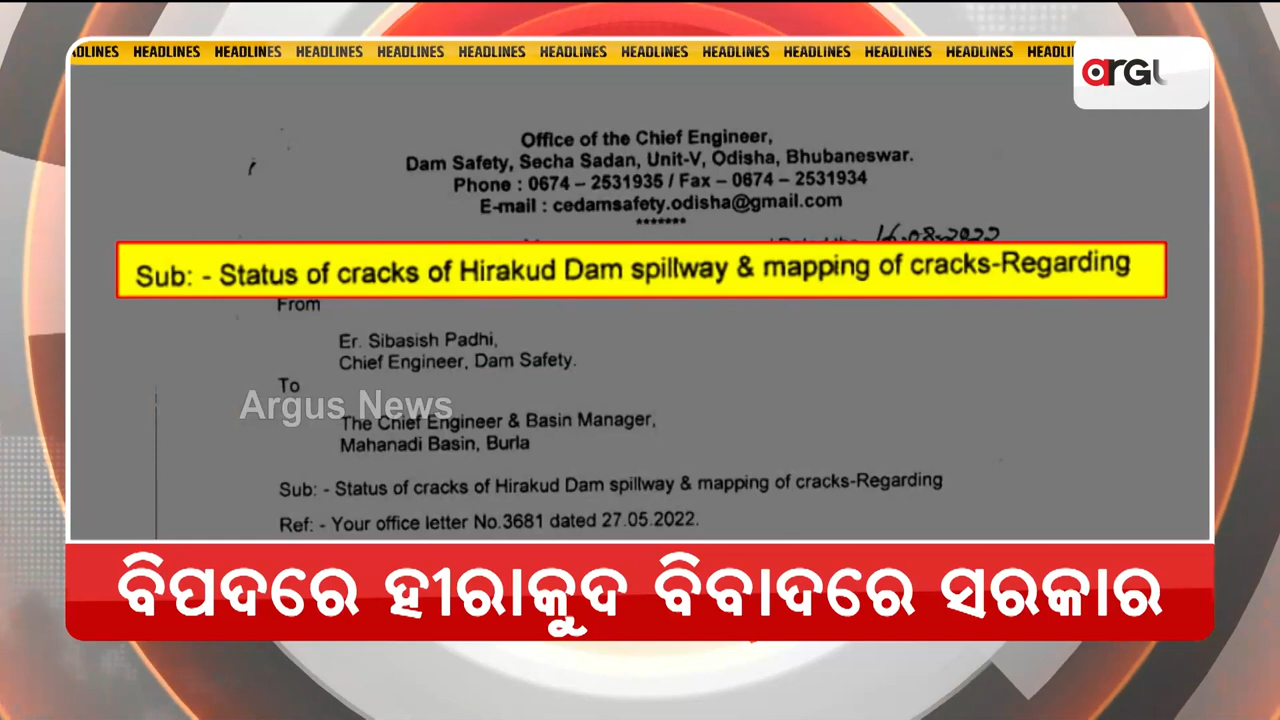 HEADLINES HEADLINES HEADLINES HEADLINES HEADLINES HEADLINES HEADLINES HEADLINES HEADLINES HEADLINES HEADLINES
Office of the Chief Engineer,
Dam Safety, Secha Sadan, Unit-V, Odisha, Bhubaneswar.
Phone : 0674 – 2531935 / Fax – 0674 – 2531934
E-mail : cedamsafety.odisha@gmail.com
*******
16.08.2022
Sub: - Status of cracks of Hirakud Dam spillway & mapping of cracks-Regarding
From
Er. Sibasish Padhi,
Chief Engineer, Dam Safety.
To
Argus News
The Chief Engineer & Basin Manager,
Mahanadi Basin, Burla
Sub: - Status of cracks of Hirakud Dam spillway & mapping of cracks-Regarding
Ref: - Your office letter No.3681 dated 27.05.2022.
ବିପଦରେ ହୀରାକୁଦ ବିବାଦରେ ସରକାର